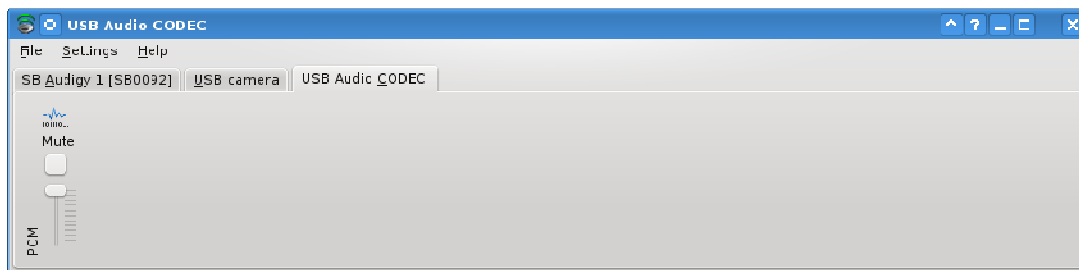 USB Audio CODEC
File Settings Help
SB Audigy 1 [SB0092] USB camera USB Audio CODEC
Mute
PCM